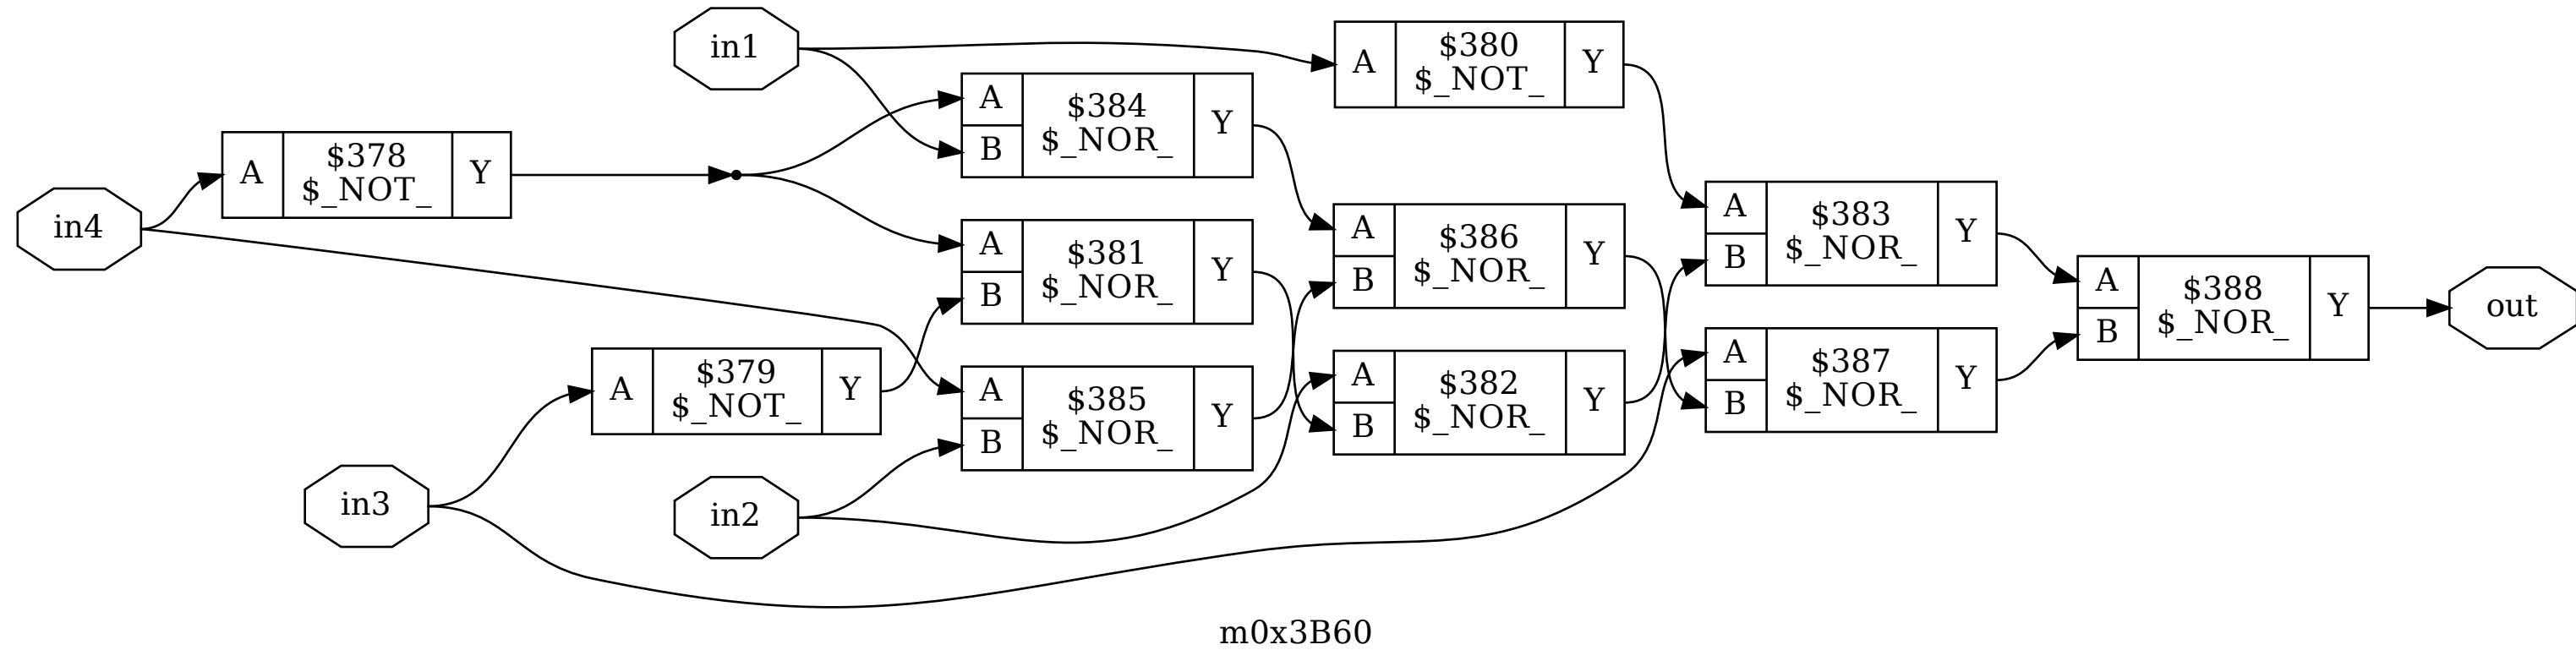 in1
A $380 $_NOT_ Y
A B $384 $_NOR_ Y
A $378 $_NOT_ Y
in4
A B $381 $_NOR_ Y
A B $386 $_NOR_ Y
A B $383 $_NOR_ Y
A B $388 $_NOR_ Y
out
A $379 $_NOT_ Y
A B $385 $_NOR_ Y
A B $382 $_NOR_ Y
A B $387 $_NOR_ Y
in3
in2
m0x3B60